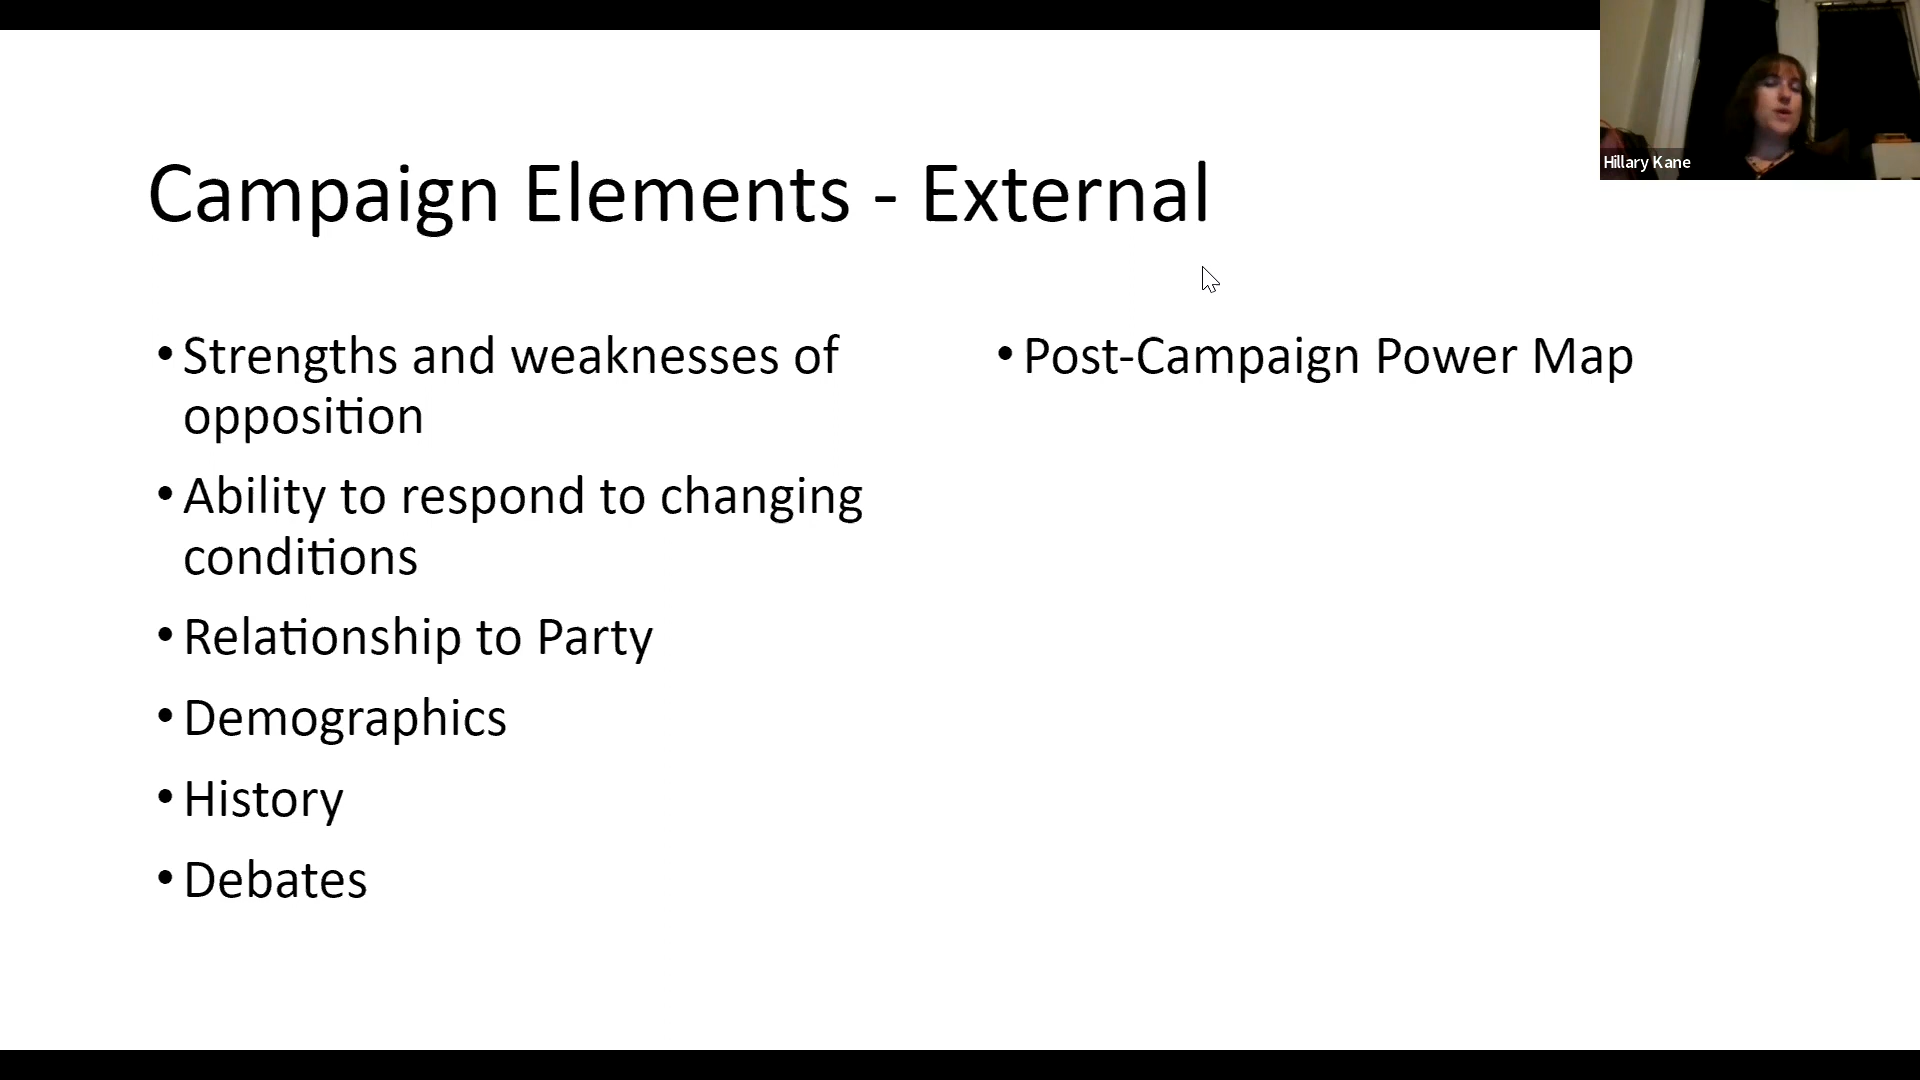 Campaign Elements - External
• Strengths and weaknesses of
opposition
• Ability to respond to changing
conditions
• Relationship to Party
• Demographics
• History
• Debates
• Post-Campaign Power Map
Hillary Kane